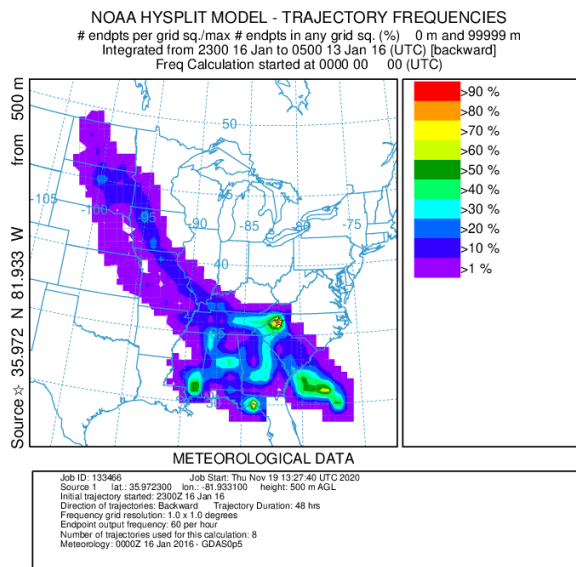 NOAA HYSPLIT MODEL - TRAJECTORY FREQUENCIES
# endpts per grid sq./max # endpts in any grid sq. (%) 0 m and 99999 m
Integrated from 2300 16 Jan to 0500 13 Jan 16 (UTC) [backward]
Freq Calculation started at 0000 00 00 (UTC)
Source ☆ 35.972 N 81.933 W from 500 m
50
-105
-100
-95
-90
-85
-80
-75
40
30
>90 %
>80 %
>70 %
>60 %
>50 %
>40 %
>30 %
>20 %
>10 %
>1 %
METEOROLOGICAL DATA
Job ID: 133466 Job Start: Thu Nov 19 13:27:40 UTC 2020
Source 1 lat.: 35.972300 lon.: -81.933100 height: 500 m AGL
Initial trajectory started: 2300Z 16 Jan 16
Direction of trajectories: Backward Trajectory Duration: 48 hrs
Frequency grid resolution: 1.0 x 1.0 degrees
Endpoint output frequency: 60 per hour
Number of trajectories used for this calculation: 8
Meteorology: 0000Z 16 Jan 2016 - GDAS0p5